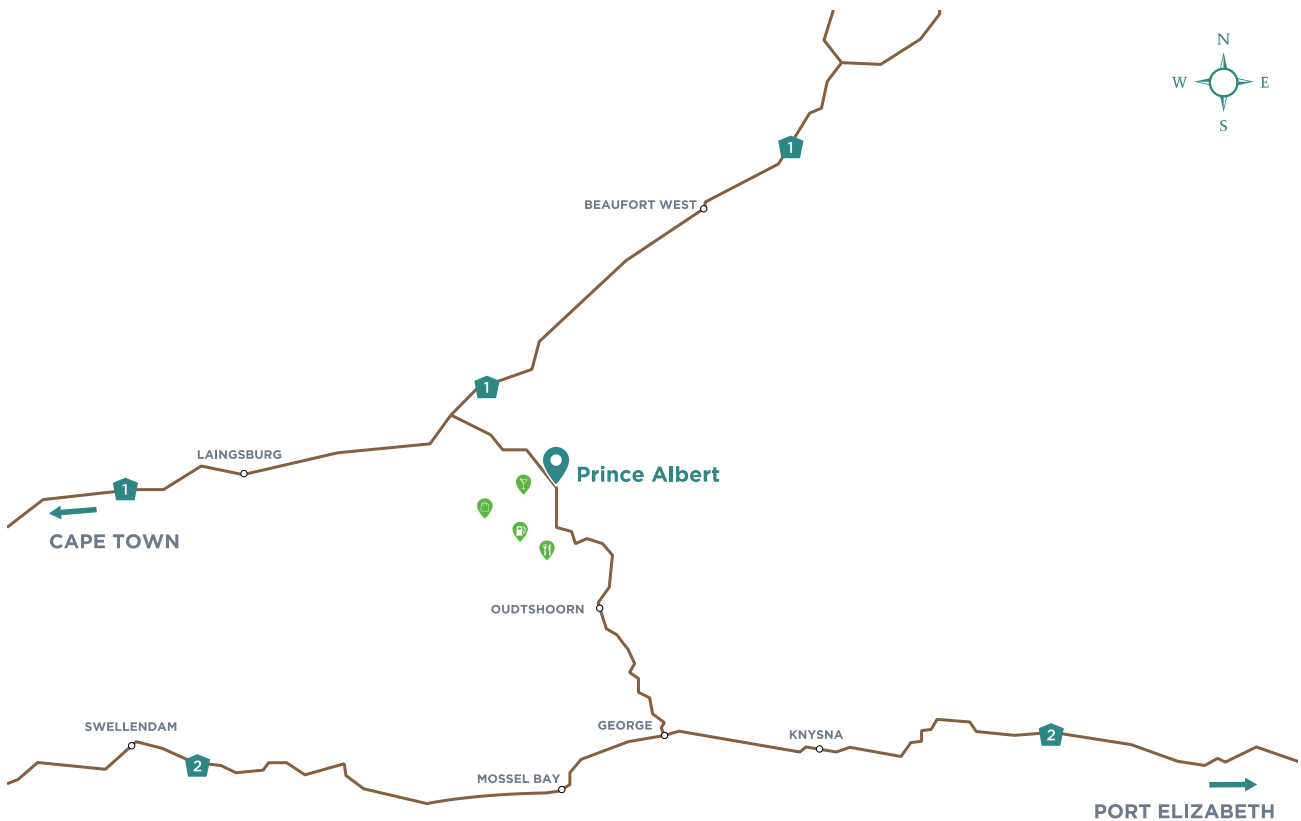 N
W
E
S
1
BEAUFORT WEST
1
LAINGSBURG
Prince Albert
1
CAPE TOWN
OUDTSHOORN
SWELLENDAM
GEORGE
KNYSNA
2
2
MOSSEL BAY
PORT ELIZABETH